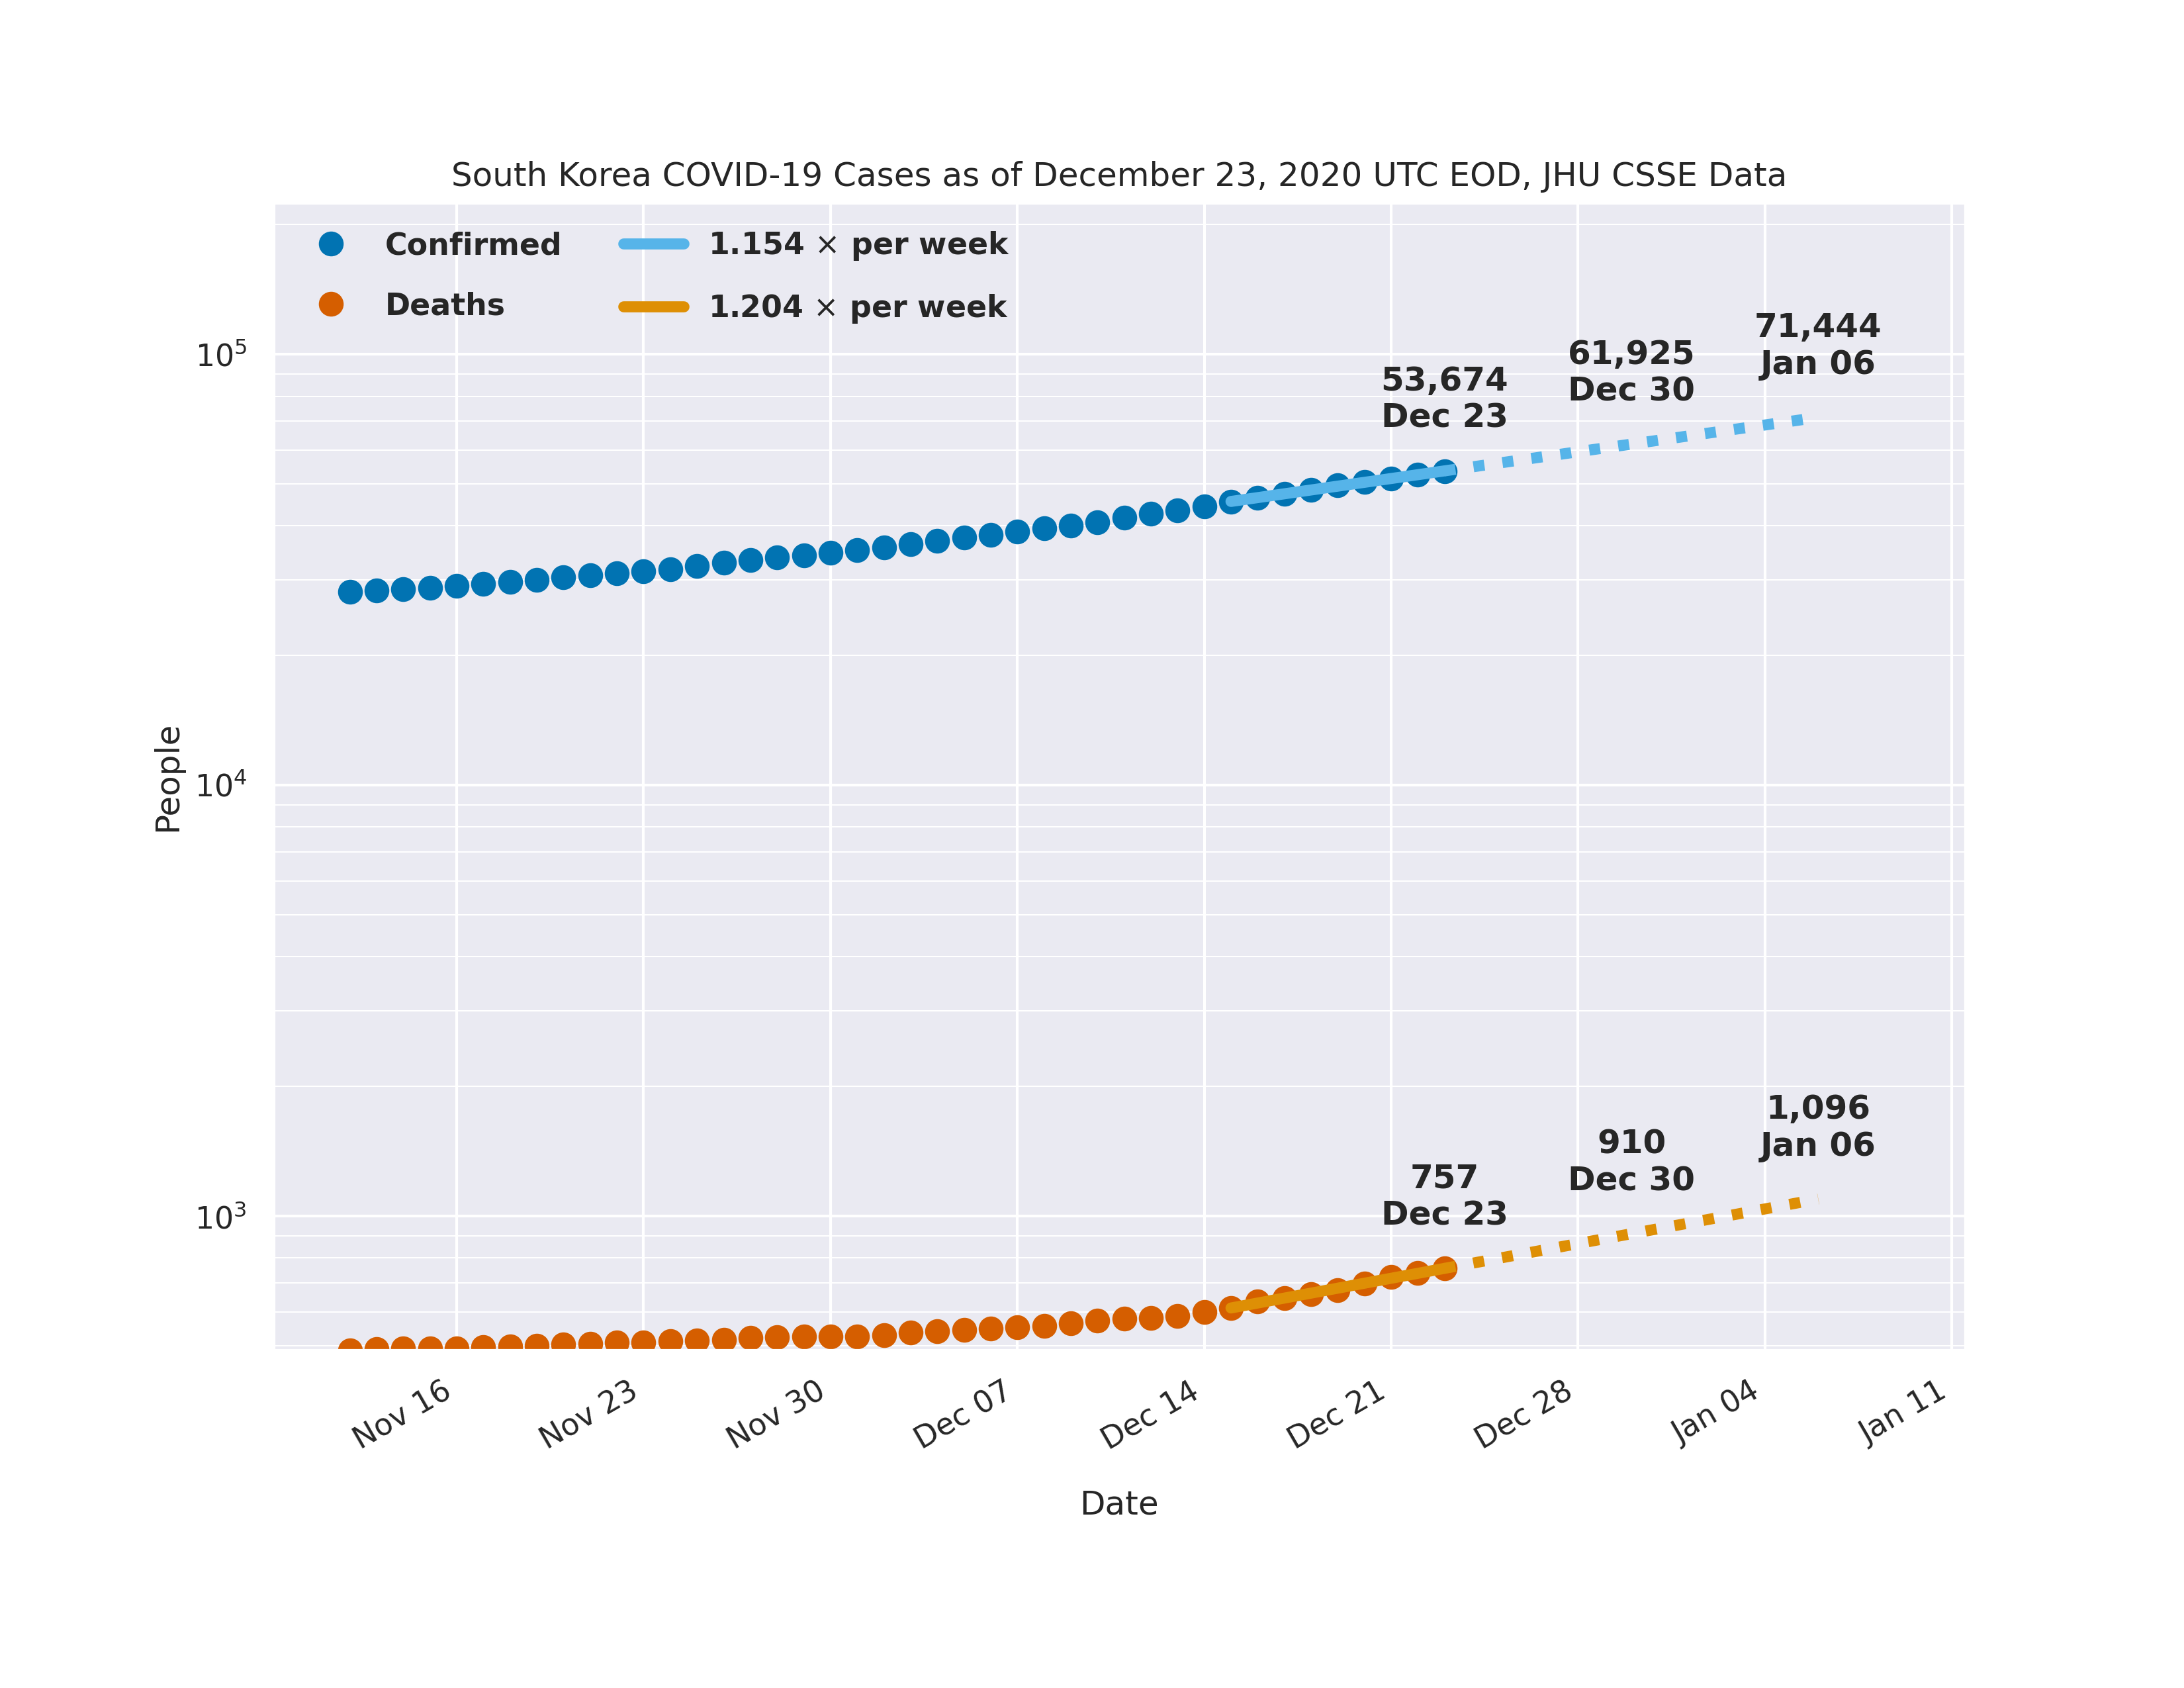 South Korea COVID-19 Cases as of December 23, 2020 UTC EOD, JHU CSSE Data
Confirmed
Deaths
1.154 × per week
1.204 × per week
53,674
Dec 23
61,925
Dec 30
71,444
Jan 06
757
Dec 23
910
Dec 30
1,096
Jan 06
People
10⁵
10⁴
10³
Nov 16
Nov 23
Nov 30
Dec 07
Dec 14
Dec 21
Dec 28
Jan 04
Jan 11
Date